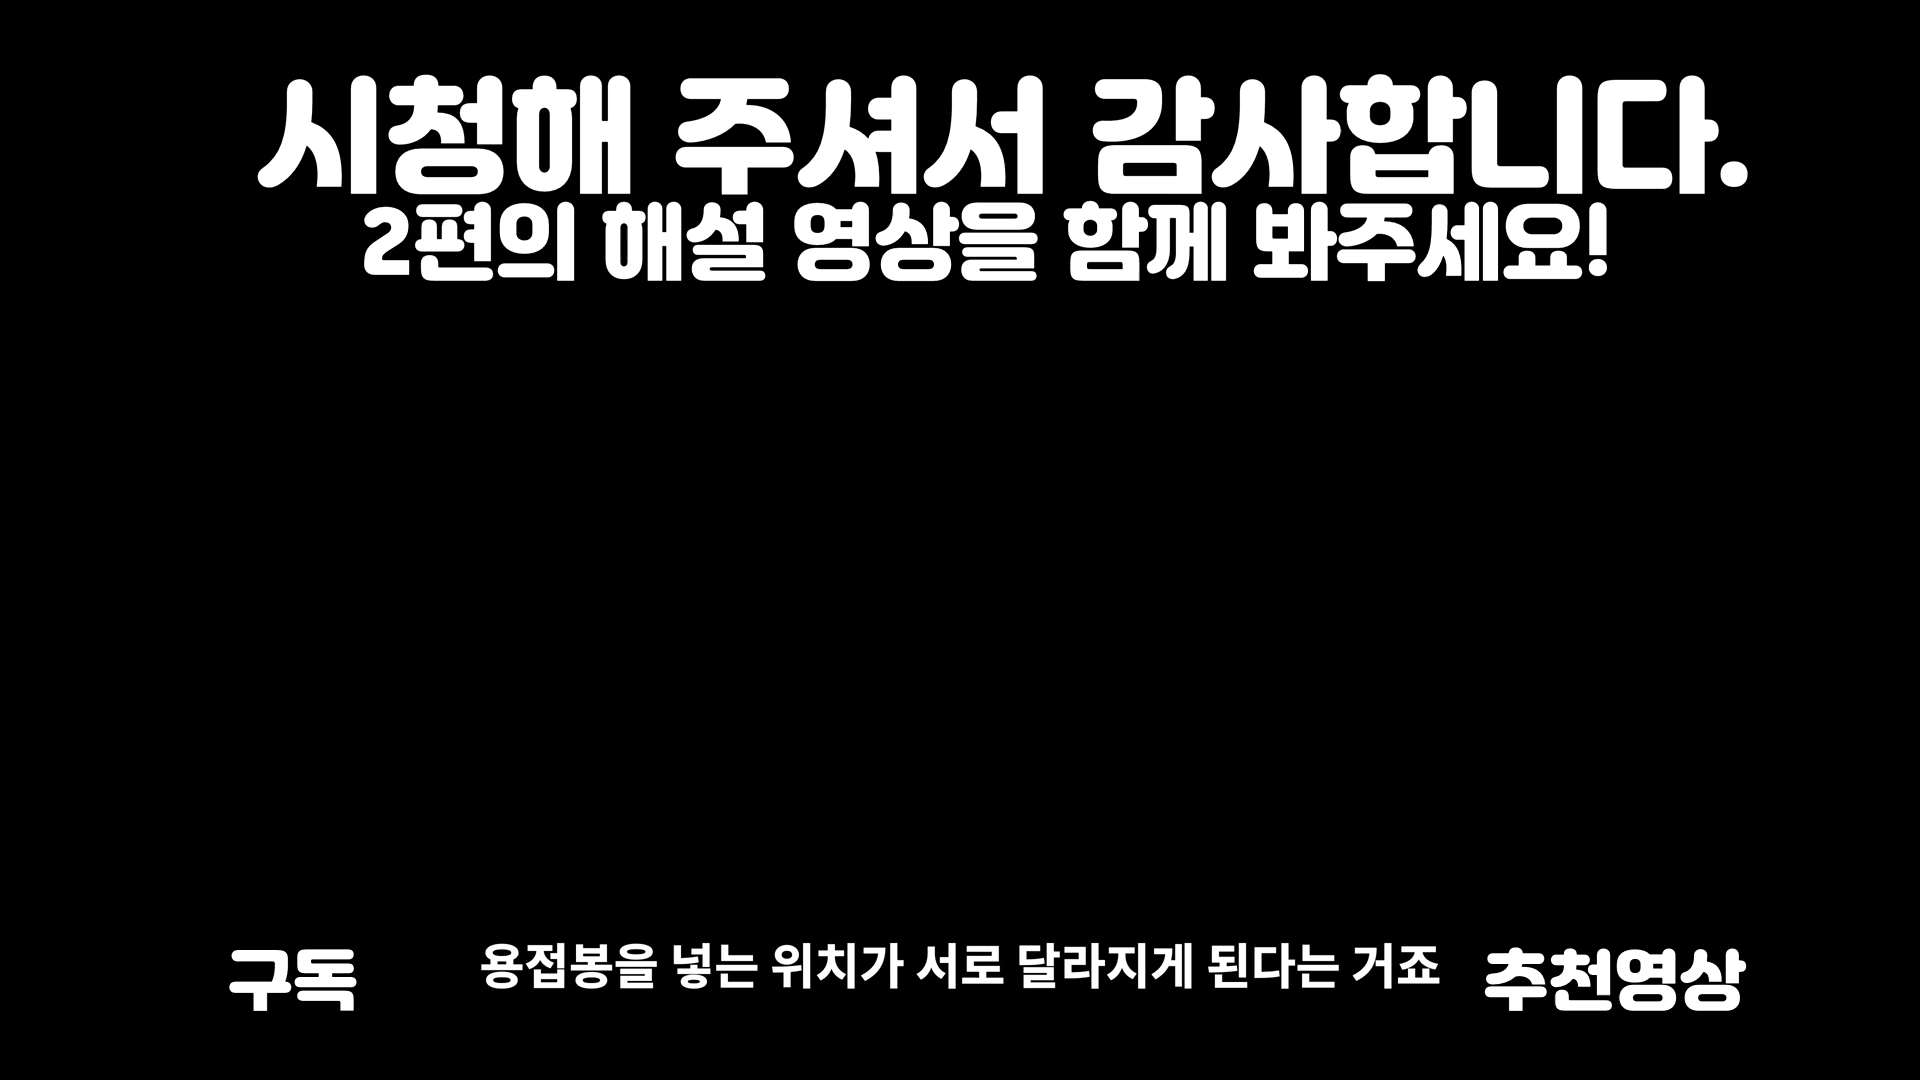 시청해 주셔서 감사합니다.
2편의 해설 영상을 함께 봐주세요!
구독
용접봉을 넣는 위치가 서로 달라지게 된다는 거죠
추천영상